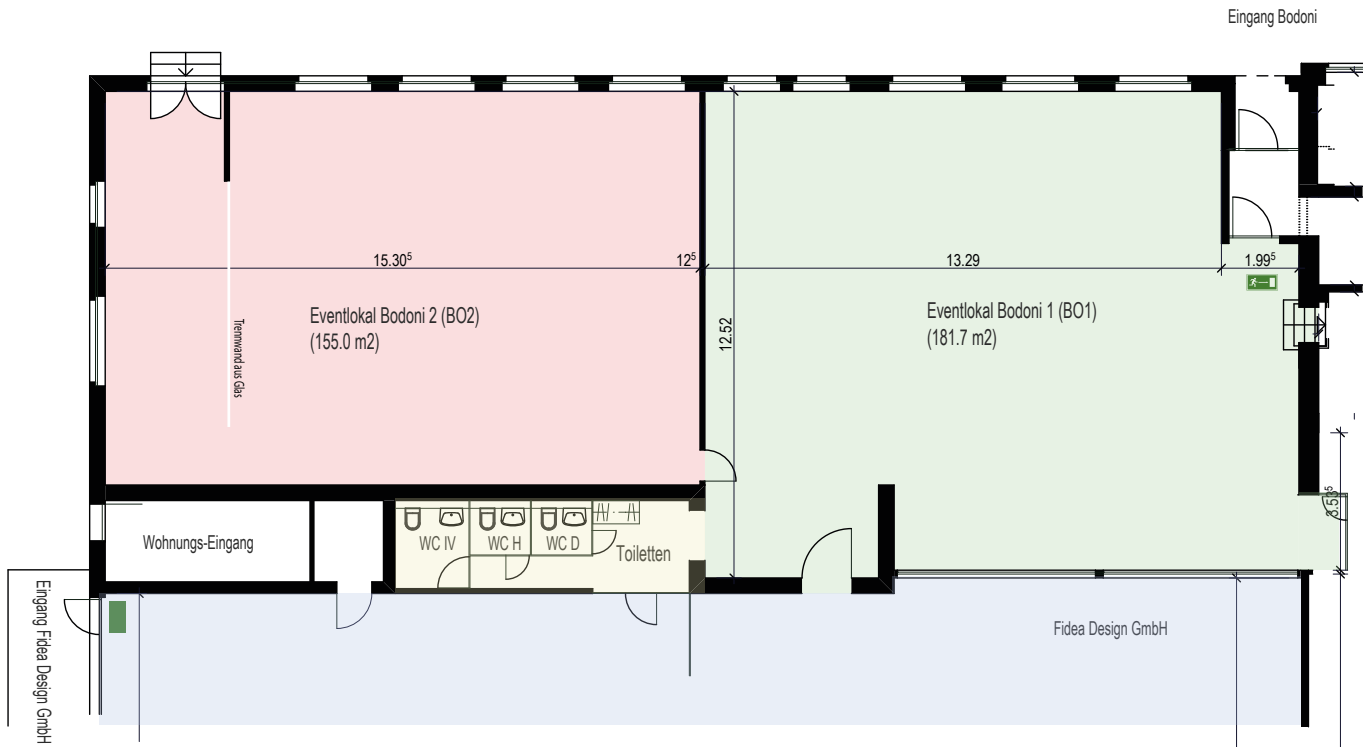 Eingang Bodoni
15.30⁵
12⁵
13.29
1.99⁵
Eventlokal Bodoni 2 (BO2)
(155.0 m2)
Eventlokal Bodoni 1 (BO1)
(181.7 m2)
Trennwand aus Glas
12.52
3.53⁵
Wohnungs-Eingang
WC IV
WC H
WC D
Toiletten
Eingang Fidea Design GmbH
Fidea Design GmbH